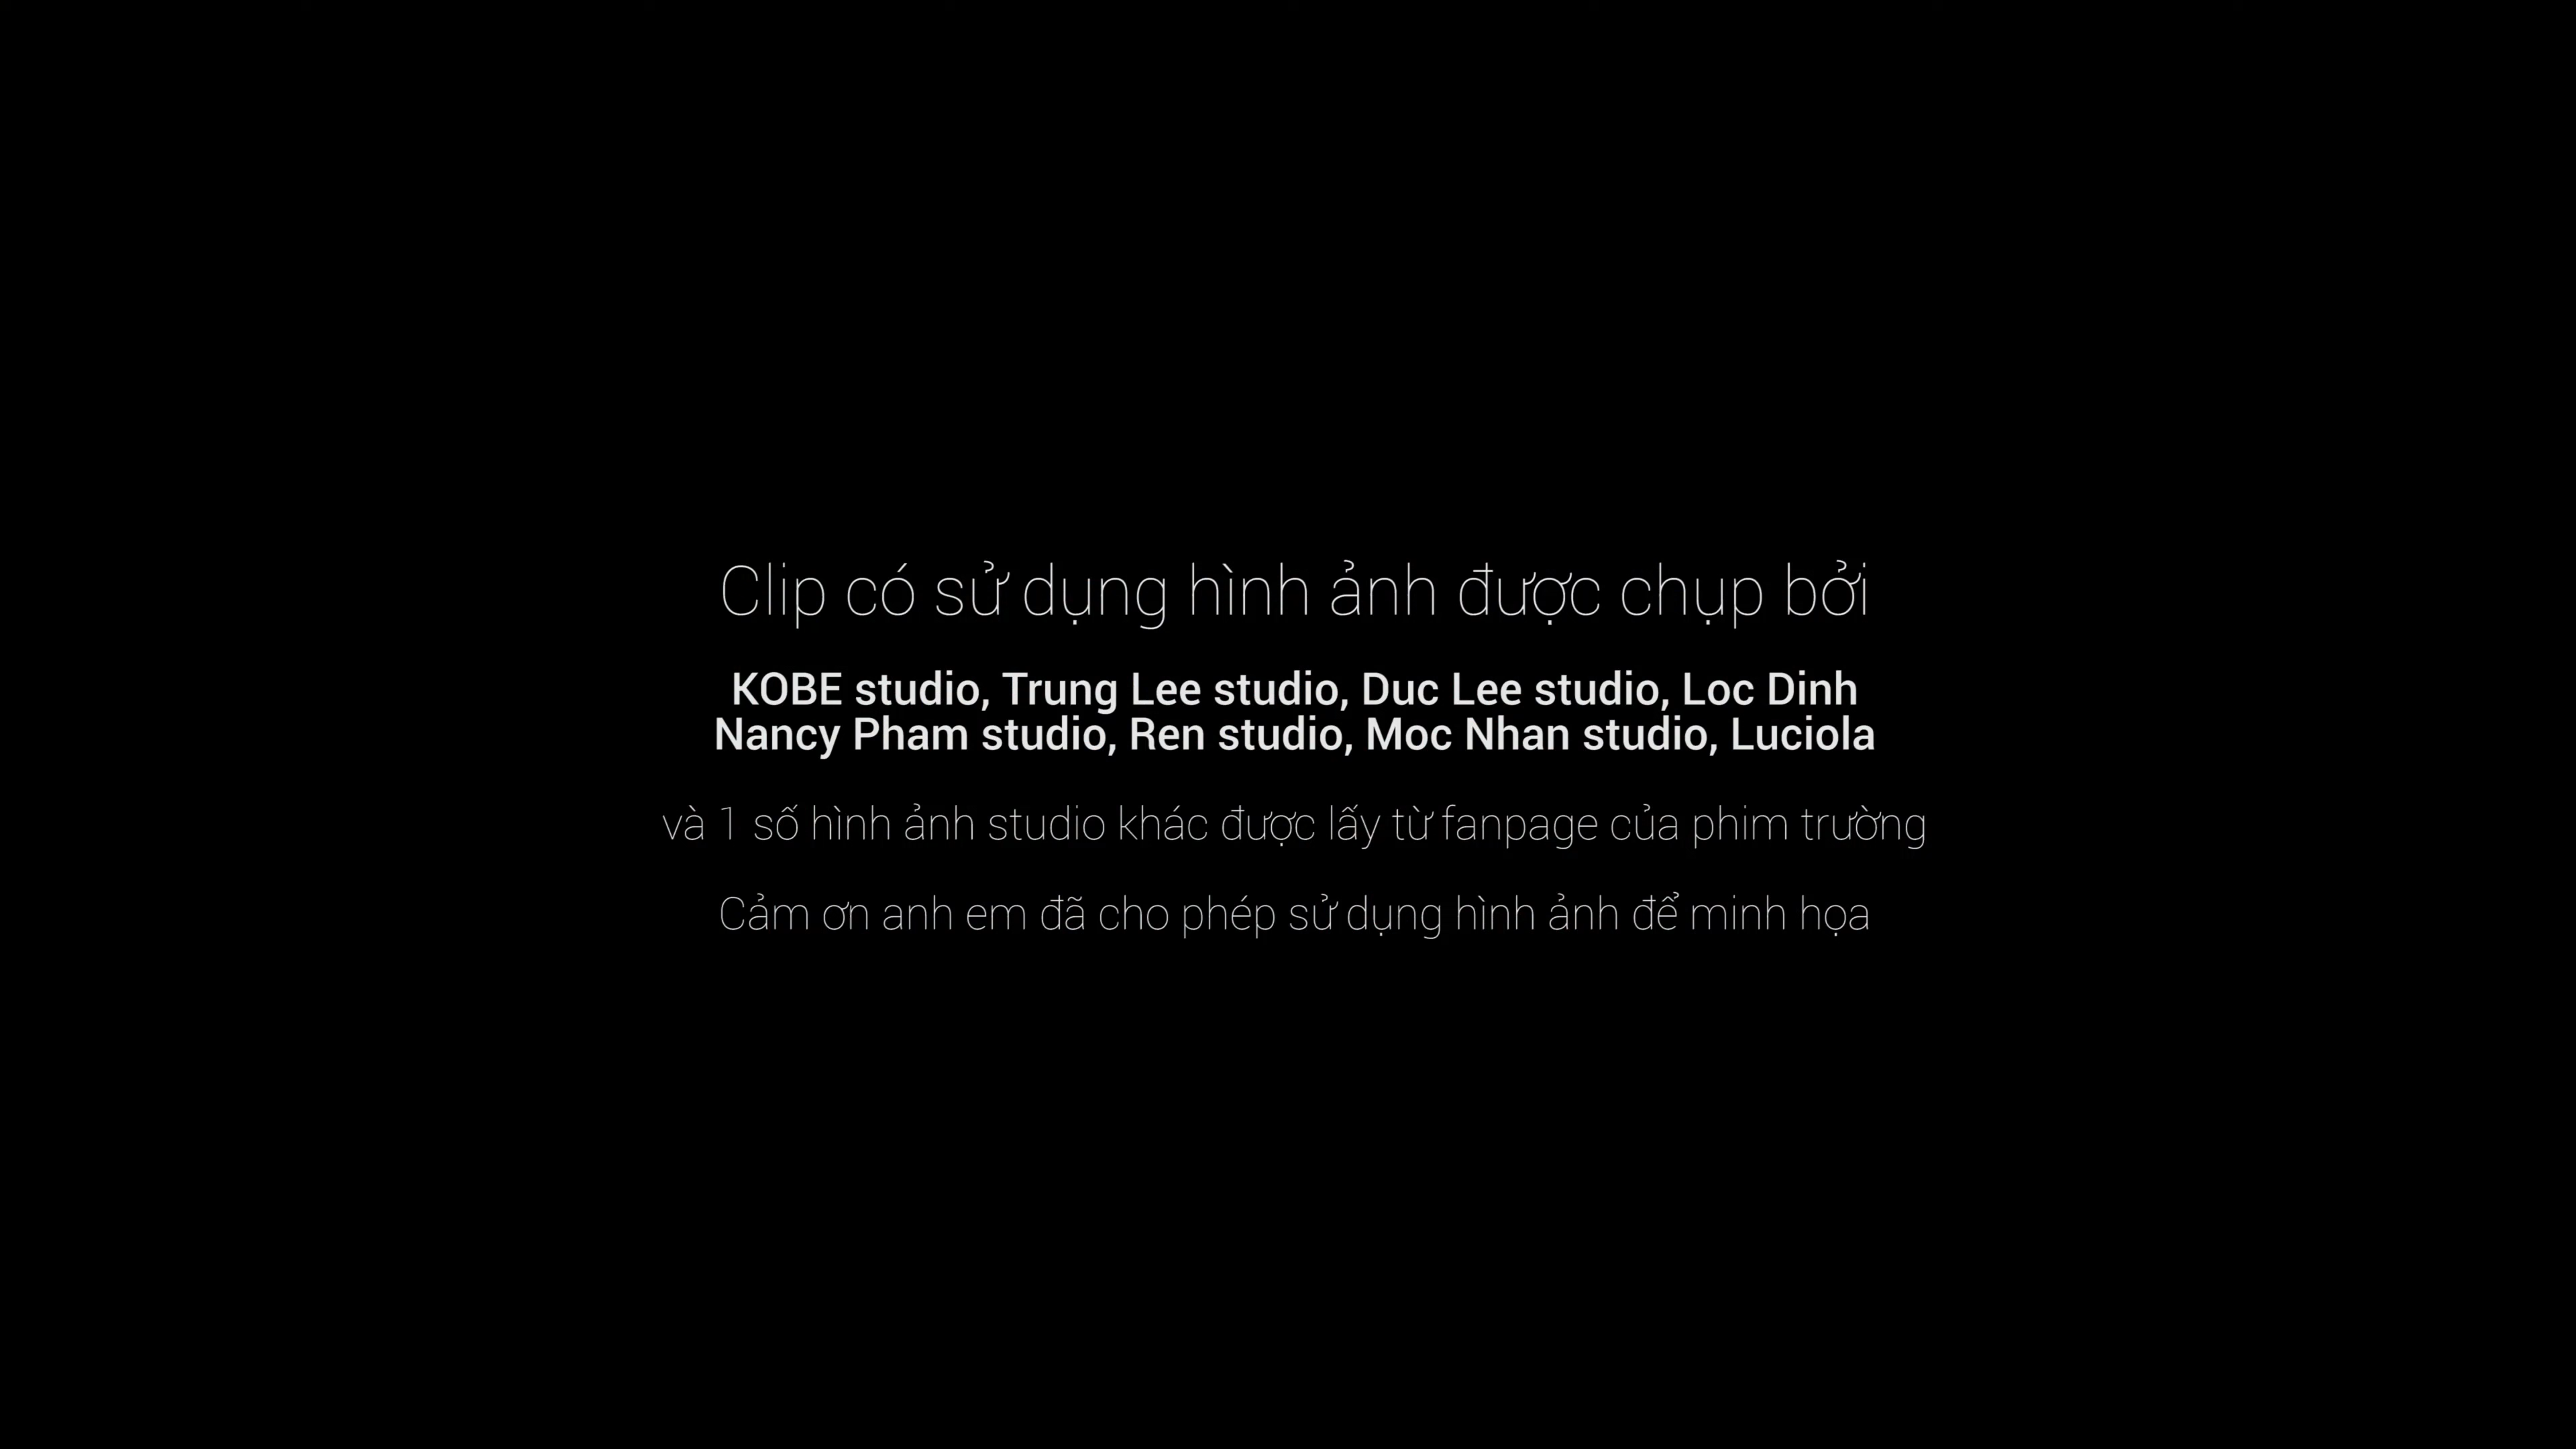 Clip có sử dụng hình ảnh được chụp bởi
KOBE studio, Trung Lee studio, Duc Lee studio, Loc Dinh
Nancy Pham studio, Ren studio, Moc Nhan studio, Luciola
và 1 số hình ảnh studio khác được lấy từ fanpage của phim trường
Cảm ơn anh em đã cho phép sử dụng hình ảnh để minh họa